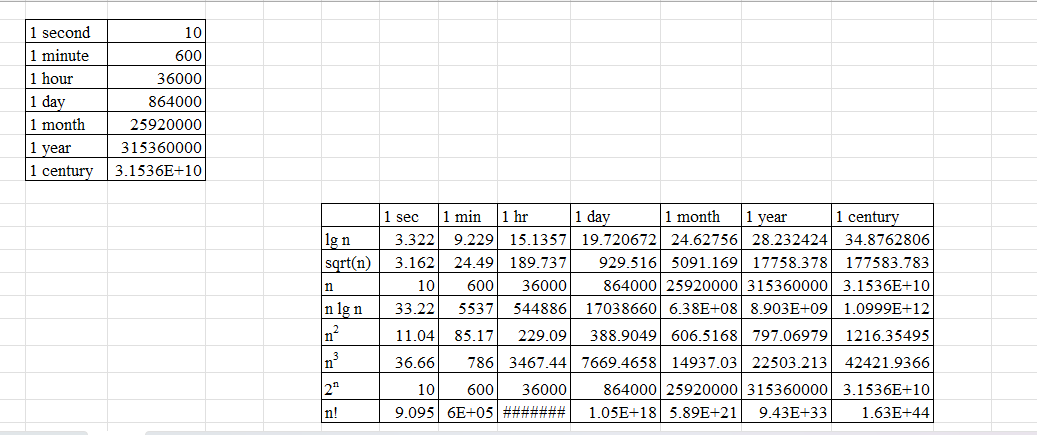 1 second 10
1 minute 600
1 hour 36000
1 day 864000
1 month 25920000
1 year 315360000
1 century 3.1536E+10
1 sec 1 min 1 hr 1 day 1 month 1 year 1 century
lg n 3.322 9.229 15.1357 19.720672 24.62756 28.232424 34.8762806
sqrt(n) 3.162 24.49 189.737 929.516 5091.169 17758.378 177583.783
n 10 600 36000 864000 25920000 315360000 3.1536E+10
n lg n 33.22 5537 544886 17038660 6.38E+08 8.903E+09 1.0999E+12
n² 11.04 85.17 229.09 388.9049 606.5168 797.06979 1216.35495
n³ 36.66 786 3467.44 7669.4658 14937.03 22503.213 42421.9366
2ⁿ 10 600 36000 864000 25920000 315360000 3.1536E+10
n! 9.095 6E+05 ####### 1.05E+18 5.89E+21 9.43E+33 1.63E+44